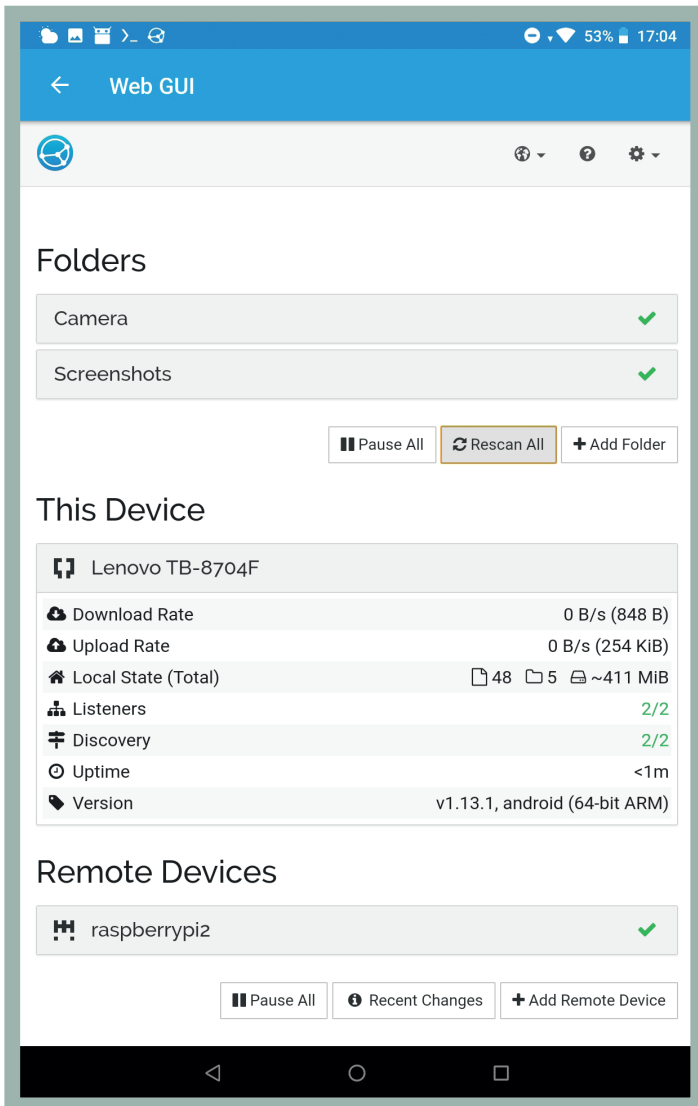 53% 17:04
Web GUI
Folders
Camera
Screenshots
Pause All Rescan All Add Folder
This Device
Lenovo TB-8704F
Download Rate 0 B/s (848 B)
Upload Rate 0 B/s (254 KiB)
Local State (Total) 48 5 ~411 MiB
Listeners 2/2
Discovery 2/2
Uptime <1m
Version v1.13.1, android (64-bit ARM)
Remote Devices
raspberrypi2
Pause All Recent Changes Add Remote Device